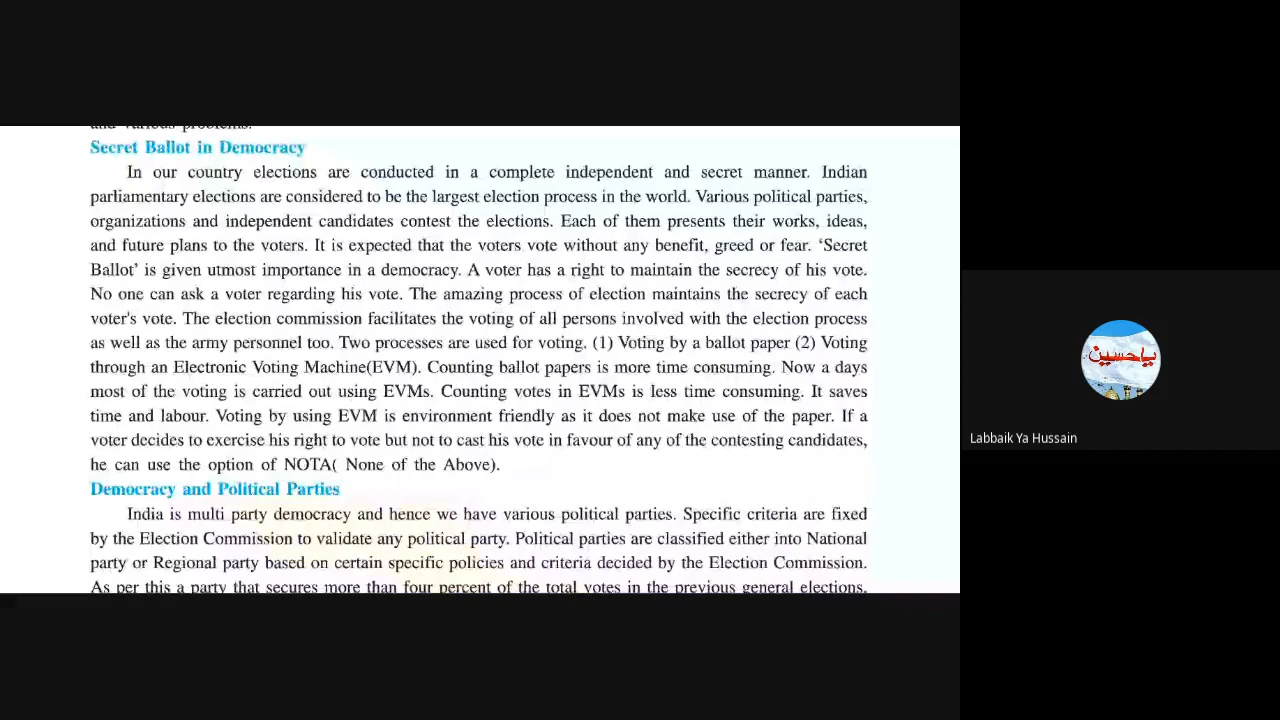 and various problems.
Secret Ballot in Democracy
In our country elections are conducted in a complete independent and secret manner. Indian
parliamentary elections are considered to be the largest election process in the world. Various political parties,
organizations and independent candidates contest the elections. Each of them presents their works, ideas,
and future plans to the voters. It is expected that the voters vote without any benefit, greed or fear. ‘Secret
Ballot’ is given utmost importance in a democracy. A voter has a right to maintain the secrecy of his vote.
No one can ask a voter regarding his vote. The amazing process of election maintains the secrecy of each
voter's vote. The election commission facilitates the voting of all persons involved with the election process
as well as the army personnel too. Two processes are used for voting. (1) Voting by a ballot paper (2) Voting
through an Electronic Voting Machine(EVM). Counting ballot papers is more time consuming. Now a days
most of the voting is carried out using EVMs. Counting votes in EVMs is less time consuming. It saves
time and labour. Voting by using EVM is environment friendly as it does not make use of the paper. If a
voter decides to exercise his right to vote but not to cast his vote in favour of any of the contesting candidates,
he can use the option of NOTA( None of the Above).
Democracy and Political Parties
India is multi party democracy and hence we have various political parties. Specific criteria are fixed
by the Election Commission to validate any political party. Political parties are classified either into National
party or Regional party based on certain specific policies and criteria decided by the Election Commission.
As per this a party that secures more than four percent of the total votes in the previous general elections,
ياحسين
Labbaik Ya Hussain